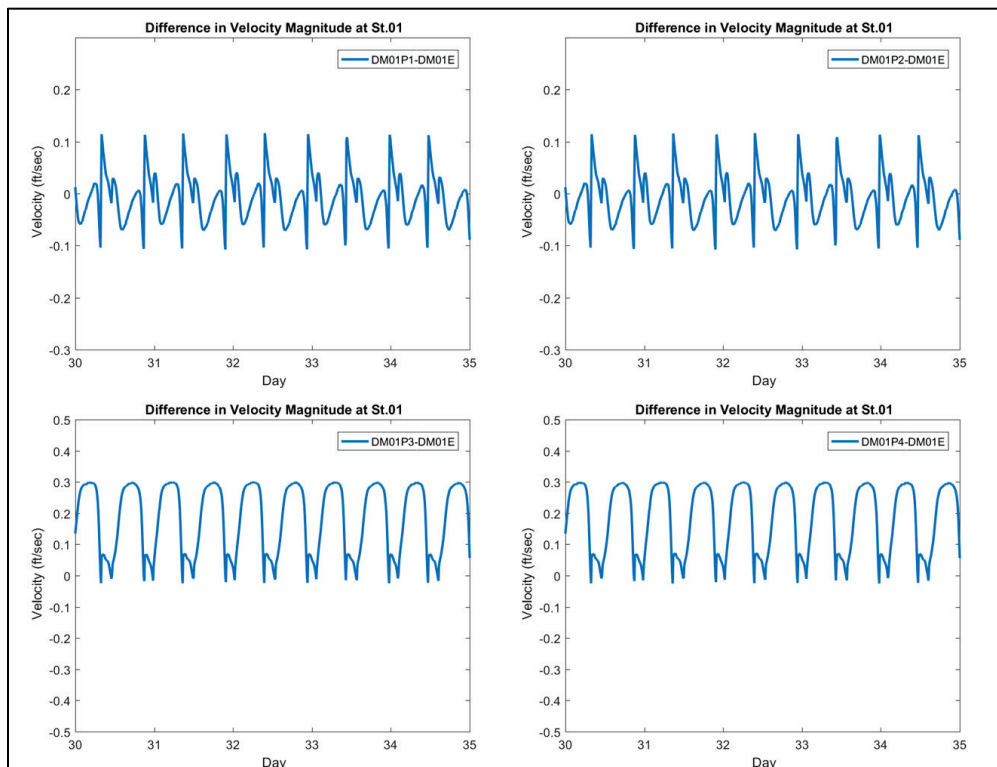 Difference in Velocity Magnitude at St.01
DM01P1-DM01E
0.2
0.1
0
-0.1
-0.2
-0.3
Velocity (ft/sec)
30 31 32 33 34 35
Day
Difference in Velocity Magnitude at St.01
DM01P2-DM01E
0.2
0.1
0
-0.1
-0.2
-0.3
Velocity (ft/sec)
30 31 32 33 34 35
Day
Difference in Velocity Magnitude at St.01
DM01P3-DM01E
0.5
0.4
0.3
0.2
0.1
0
-0.1
-0.2
-0.3
-0.4
-0.5
Velocity (ft/sec)
30 31 32 33 34 35
Day
Difference in Velocity Magnitude at St.01
DM01P4-DM01E
0.5
0.4
0.3
0.2
0.1
0
-0.1
-0.2
-0.3
-0.4
-0.5
Velocity (ft/sec)
30 31 32 33 34 35
Day